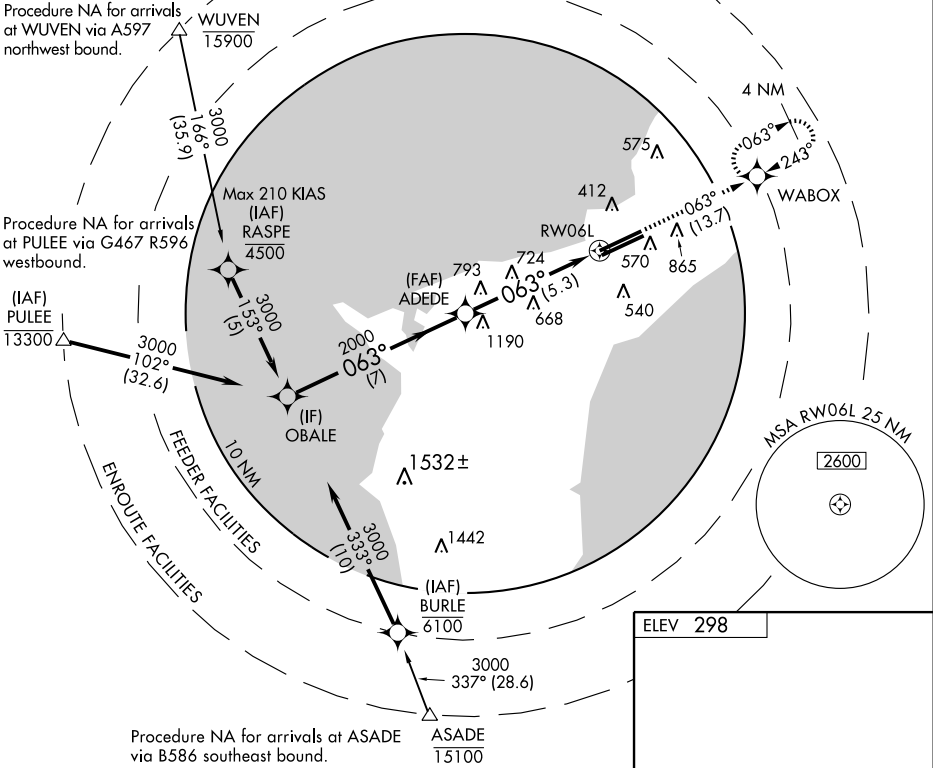 Procedure NA for arrivals
at WUVEN via A597
northwest bound.
WUVEN
15900
3000
166°
(35.9)
4 NM
063°
243°
WABOX
575
412
063°
(13.7)
RW06L
570
865
Max 210 KIAS
(IAF)
RASPE
4500
Procedure NA for arrivals
at PULEE via G467 R596
westbound.
(IAF)
PULEE
13300
3000
102°
(32.6)
3000
153°
(5)
(FAF)
ADEDE
793
724
063°
(5.3)
668
540
1190
2000
063°
(7)
(IF)
OBALE
10 NM
FEEDER FACILITIES
ENROUTE FACILITIES
1532±
1442
MSA RW06L 25 NM
2600
3000
333°
(10)
(IAF)
BURLE
6100
3000
337° (28.6)
ASADE
15100
Procedure NA for arrivals at ASADE
via B586 southeast bound.
ELEV 298